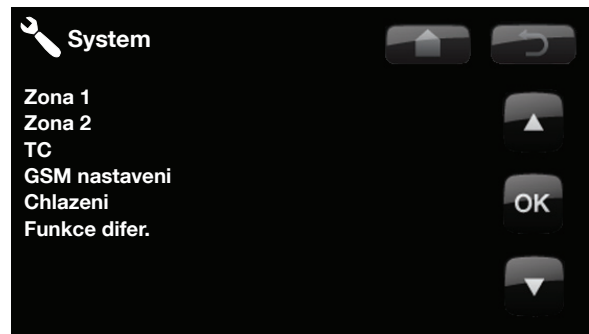 System
Zona 1
Zona 2
TC
GSM nastaveni
Chlazeni
OK
Funkce difer.